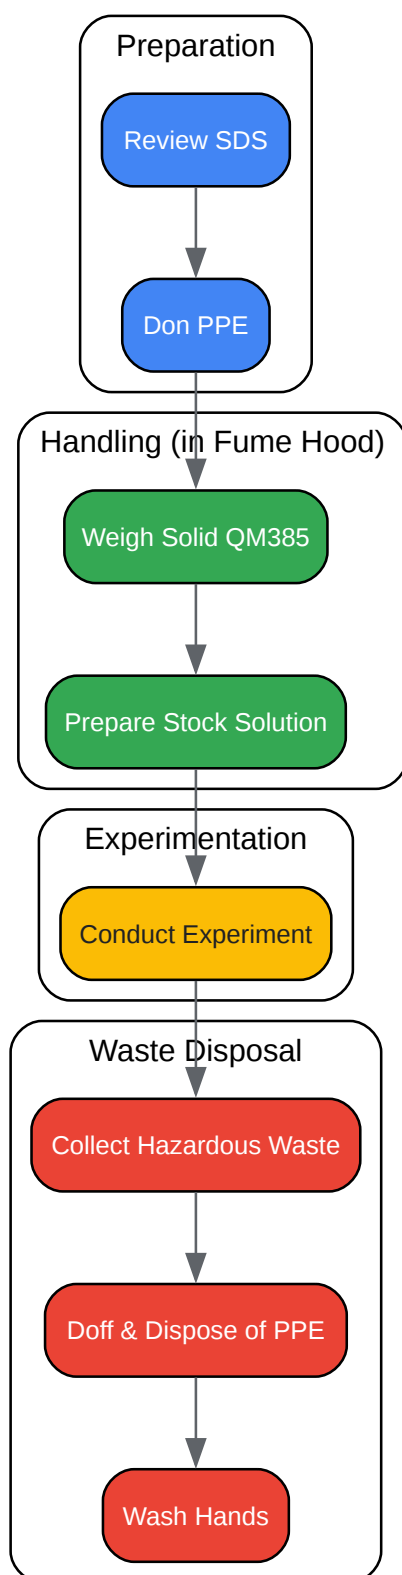 Preparation
Review SDS
Don PPE
Handling (in Fume Hood)
Weigh Solid QM385
Prepare Stock Solution
Experimentation
Conduct Experiment
Waste Disposal
Collect Hazardous Waste
Doff & Dispose of PPE
Wash Hands